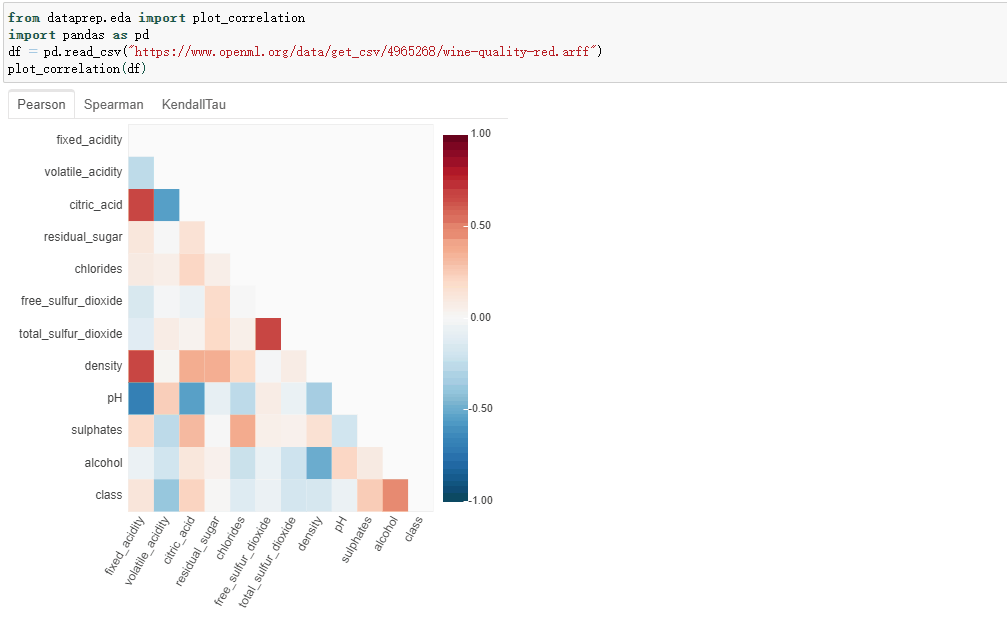 from dataprep.eda import plot_correlation
import pandas as pd
df = pd.read_csv("https://www.openml.org/data/get_csv/4965268/wine-quality-red.arff")
plot_correlation(df)
Pearson Spearman KendallTau
fixed_acidity
volatile_acidity
citric_acid
residual_sugar
chlorides
free_sulfur_dioxide
total_sulfur_dioxide
density
pH
sulphates
alcohol
class
1.00
0.50
0.00
-0.50
-1.00
fixed_acidity
volatile_acidity
citric_acid
residual_sugar
chlorides
free_sulfur_dioxide
total_sulfur_dioxide
density
pH
sulphates
alcohol
class